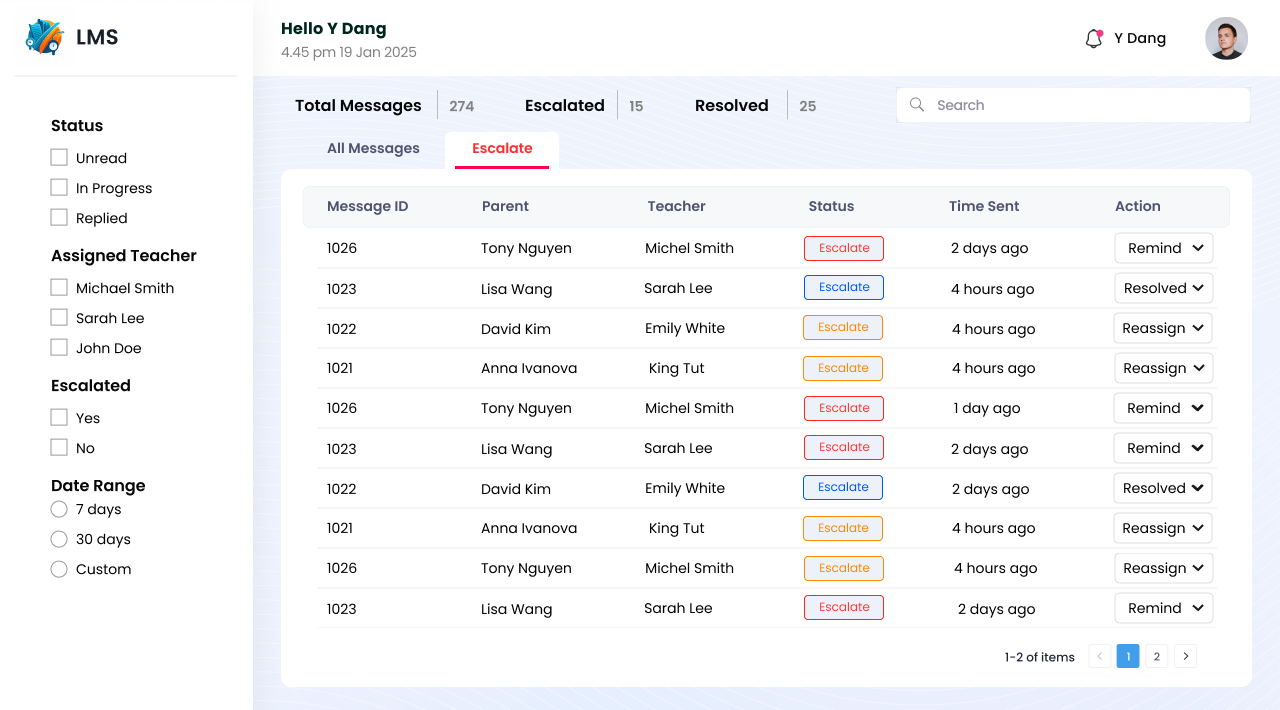 LMS
Hello Y Dang
4.45 pm 19 Jan 2025
Y Dang
Status
Unread
In Progress
Replied
Assigned Teacher
Michael Smith
Sarah Lee
John Doe
Escalated
Yes
No
Date Range
7 days
30 days
Custom
Total Messages 274 Escalated 15 Resolved 25 Search
All Messages Escalate
Message ID Parent Teacher Status Time Sent Action
1026 Tony Nguyen Michel Smith Escalate 2 days ago Remind
1023 Lisa Wang Sarah Lee Escalate 4 hours ago Resolved
1022 David Kim Emily White Escalate 4 hours ago Reassign
1021 Anna Ivanova King Tut Escalate 4 hours ago Reassign
1026 Tony Nguyen Michel Smith Escalate 1 day ago Remind
1023 Lisa Wang Sarah Lee Escalate 2 days ago Remind
1022 David Kim Emily White Escalate 2 days ago Resolved
1021 Anna Ivanova King Tut Escalate 4 hours ago Reassign
1026 Tony Nguyen Michel Smith Escalate 4 hours ago Reassign
1023 Lisa Wang Sarah Lee Escalate 2 days ago Remind
1-2 of items < 1 2 >